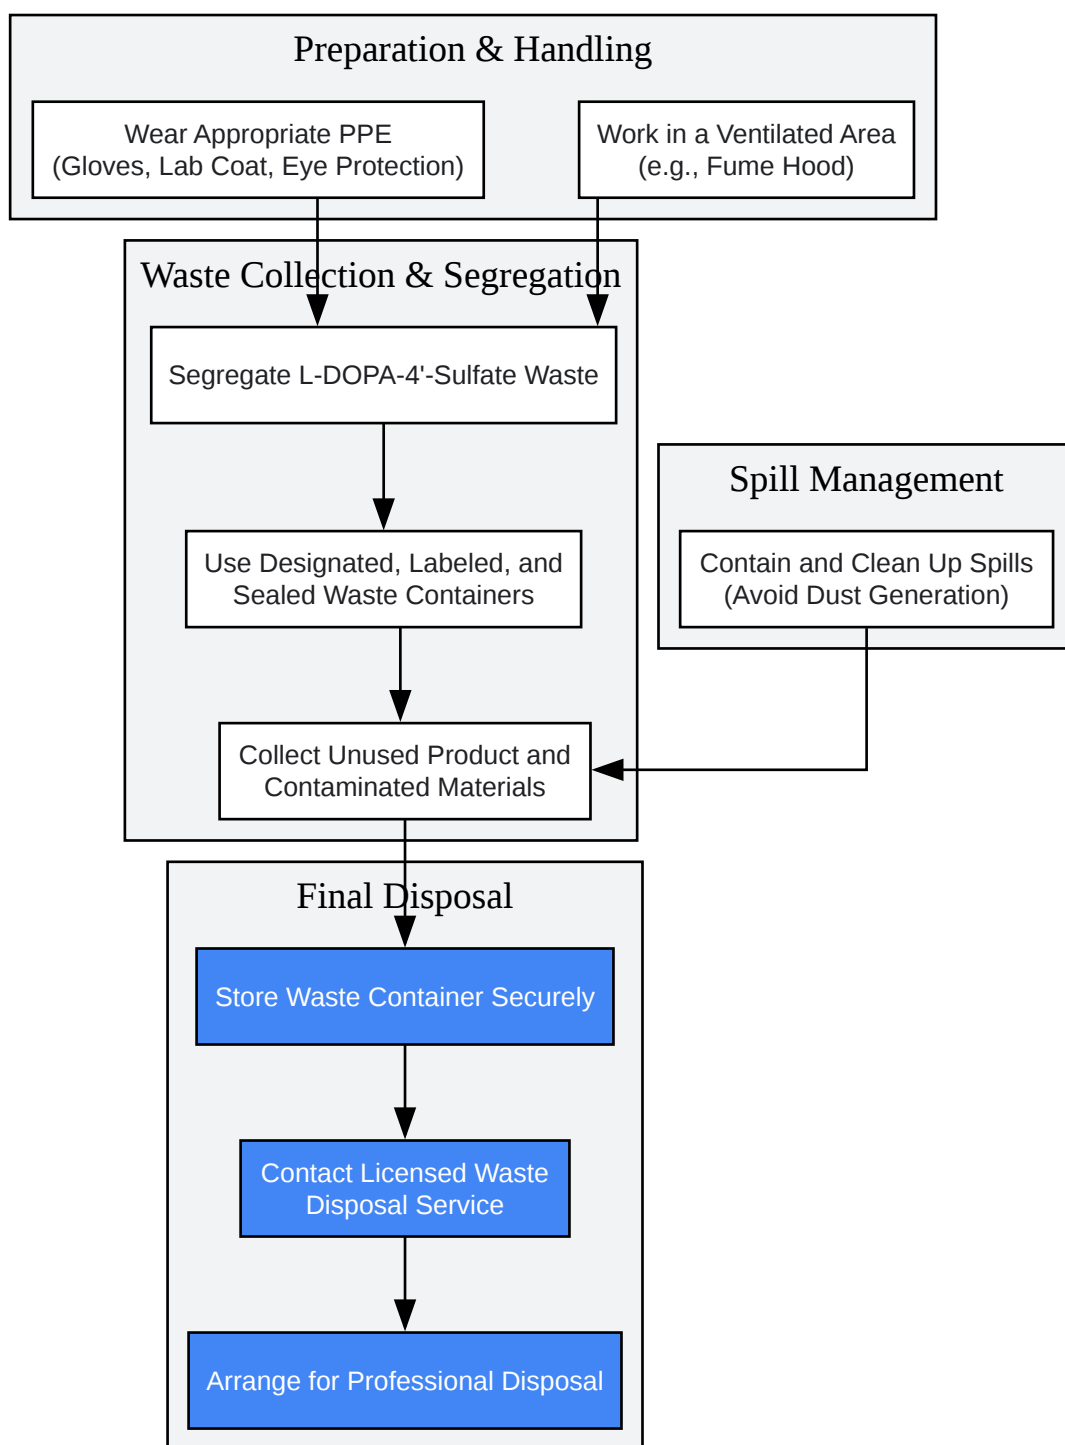 Preparation & Handling
Wear Appropriate PPE
(Gloves, Lab Coat, Eye Protection)
Work in a Ventilated Area
(e.g., Fume Hood)
Waste Collection & Segregation
Segregate L-DOPA-4'-Sulfate Waste
Use Designated, Labeled, and
Sealed Waste Containers
Spill Management
Contain and Clean Up Spills
(Avoid Dust Generation)
Collect Unused Product and
Contaminated Materials
Final Disposal
Store Waste Container Securely
Contact Licensed Waste
Disposal Service
Arrange for Professional Disposal